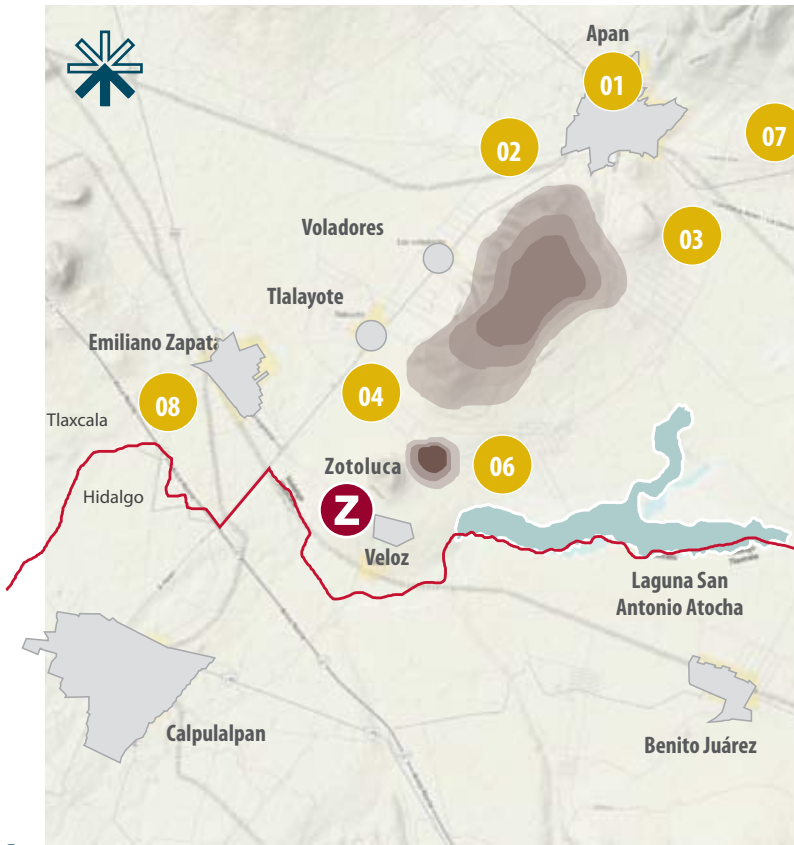 Apan
01
07
02
03
Voladores
Tlalayote
Emiliano Zapata
04
08
Tlaxcala
Zotoluca
06
Hidalgo
Z
Veloz
Laguna San
Antonio Atocha
Calpulalpan
Benito Juárez